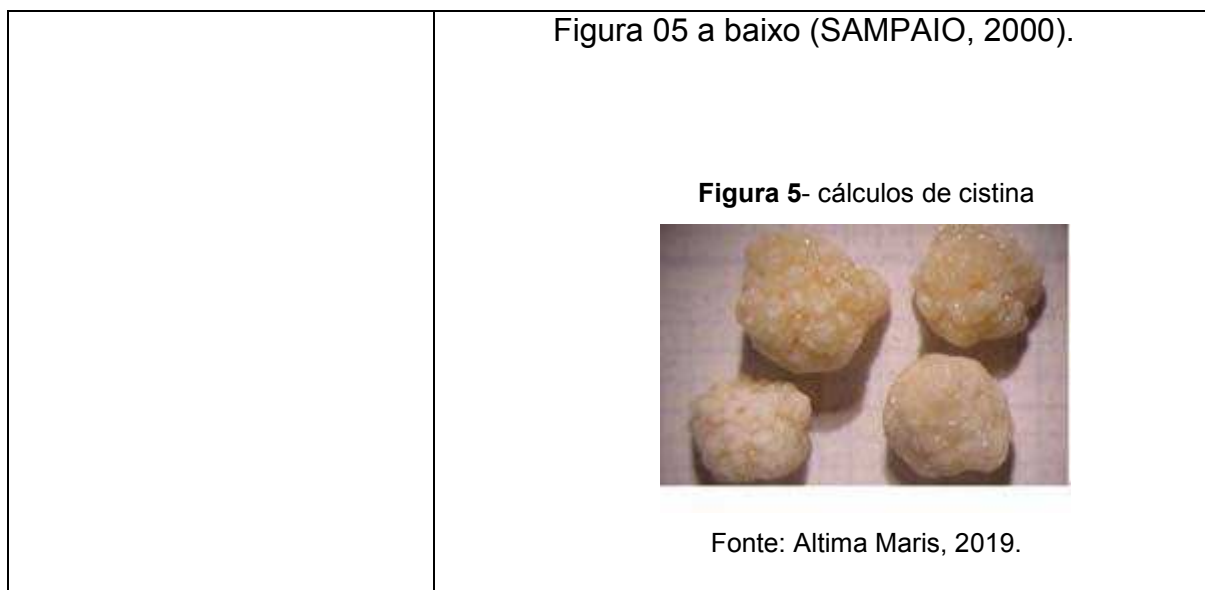 Figura 05 a baixo (SAMPAIO, 2000).
Figura 5- cálculos de cistina
Fonte: Altima Maris, 2019.